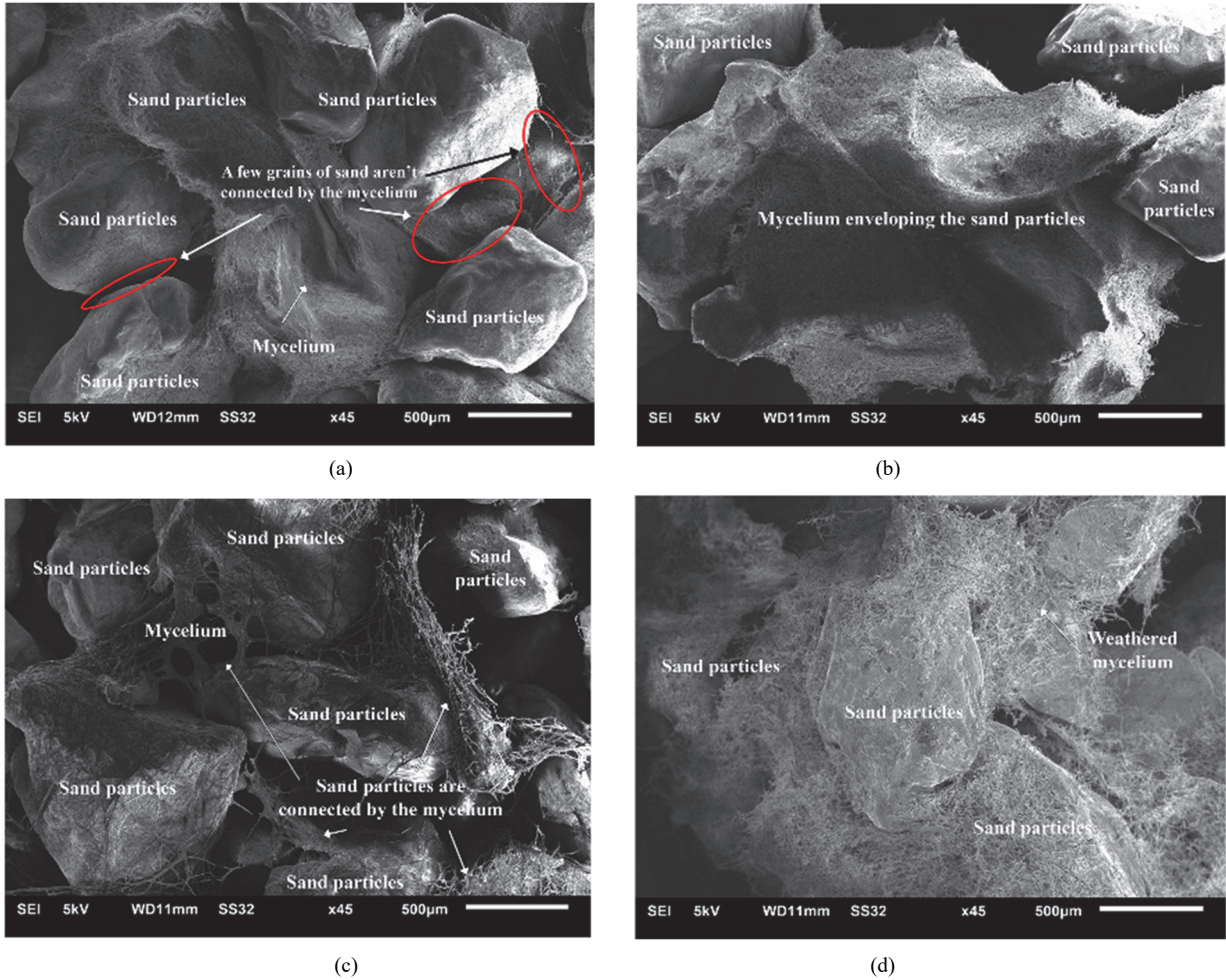 Sand particles
Sand particles
A few grains of sand aren't
connected by the mycelium
Sand particles
Sand particles
Mycelium
Sand particles
SEI 5kV WD12mm SS32 x45 500μm
(a)
Sand particles
Sand particles
Sand
particles
Mycelium enveloping the sand particles
SEI 5kV WD11mm SS32 x45 500μm
(b)
Sand particles
Sand particles
Sand
particles
Mycelium
Sand particles
Sand particles
Sand particles are
connected by the mycelium
Sand particles
SEI 5kV WD11mm SS32 x45 500μm
(c)
Weathered
mycelium
Sand particles
Sand particles
Sand particles
SEI 5kV WD11mm SS32 x45 500μm
(d)